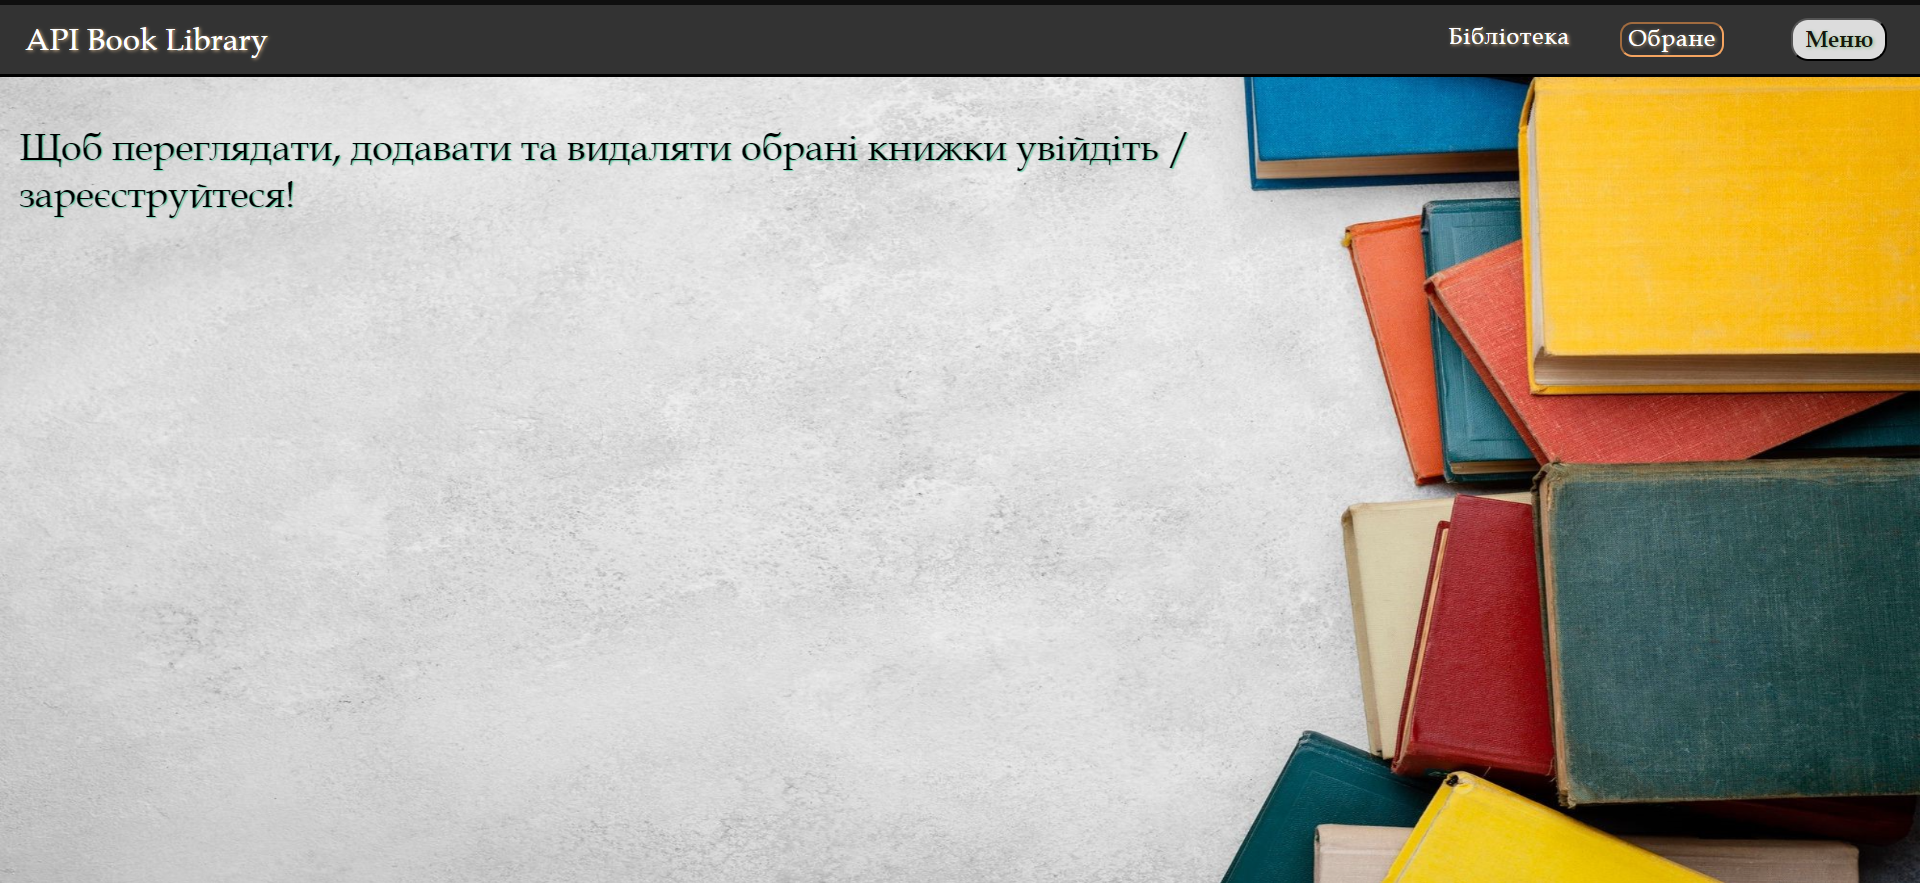 API Book Library
Бібліотека
Обране
Меню
Щоб переглядати, додавати та видаляти обрані книжки увійдіть /
зареєструйтеся!